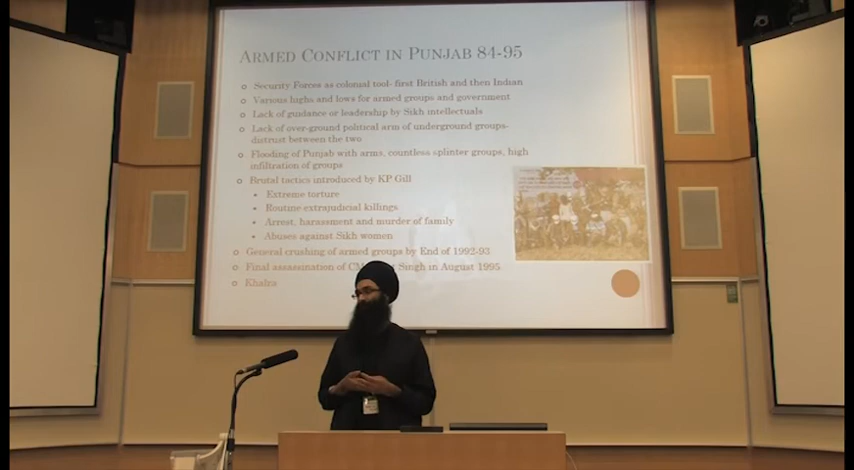 ARMED CONFLICT IN PUNJAB 84-95
Security Forces as colonial tool- first British and then Indian
Various highs and lows for armed groups and government
Lack of guidance or leadership by Sikh intellectuals
Lack of over-ground political arm of underground groups-
distrust between the two
Flooding of Punjab with arms, countless splinter groups, high
infiltration of groups
Brutal tactics introduced by KP Gill
Extreme torture
Routine extrajudicial killings
Arrest, harassment and murder of family
Abuses against Sikh women
General crushing of armed groups by End of 1992-93
Final assassination of CM Singh in August 1995
Khalra